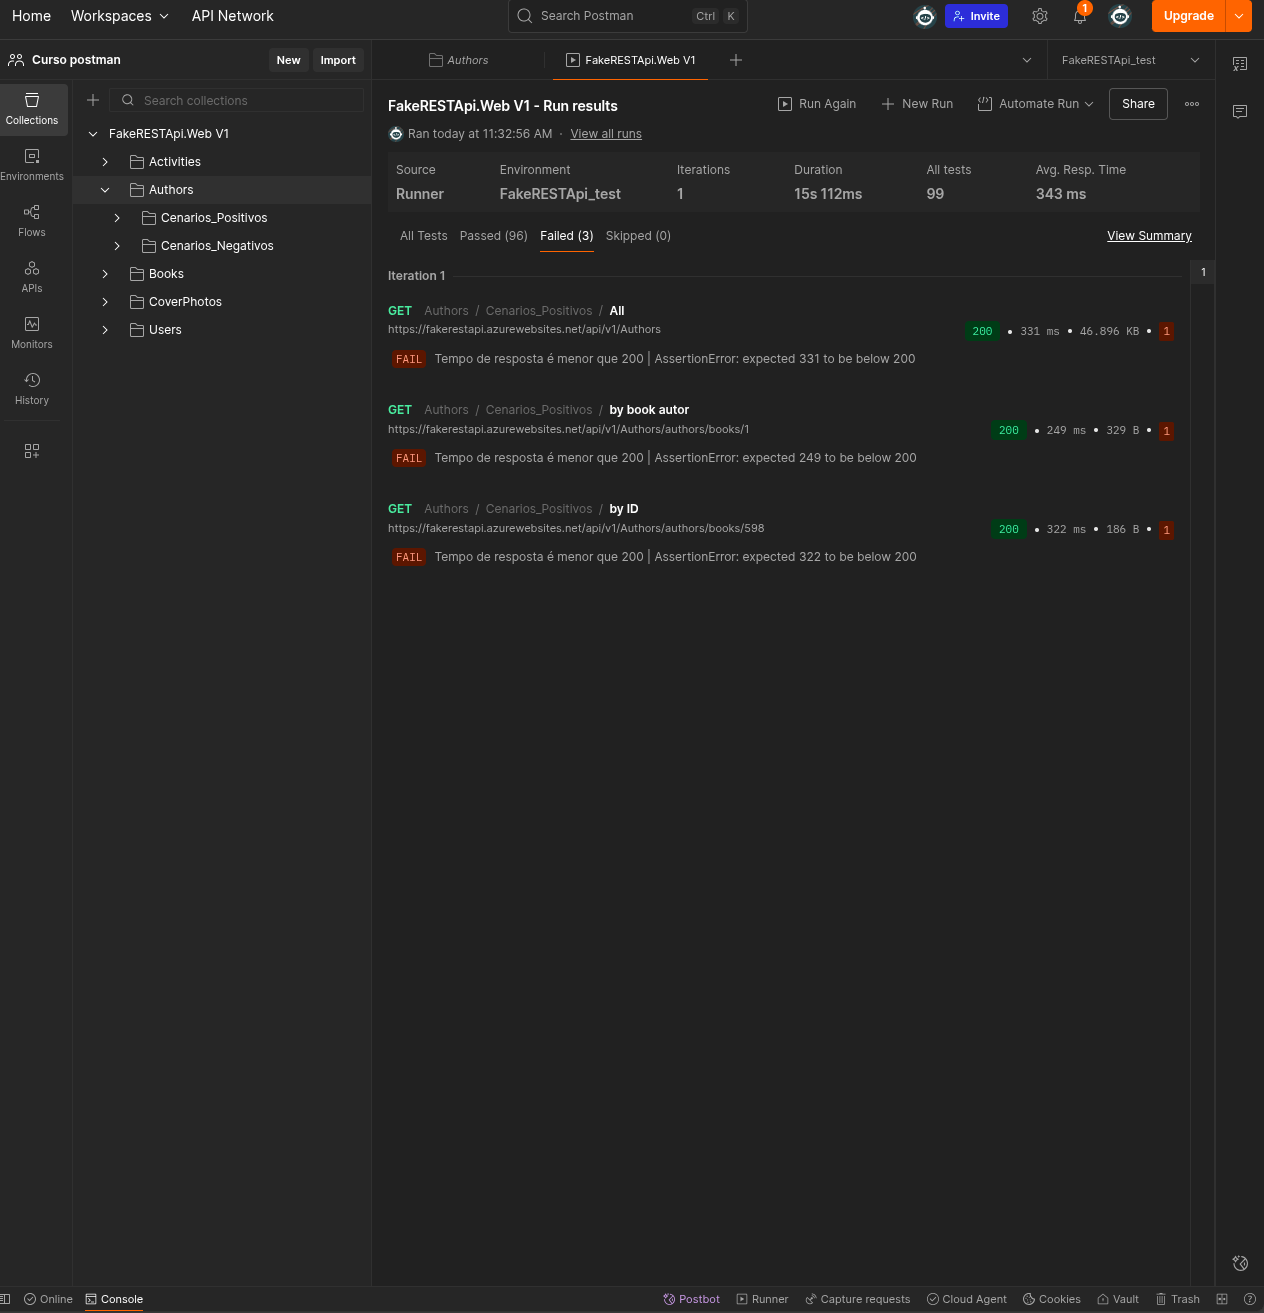 Home Workspaces API Network Search Postman Ctrl K Invite 1 Upgrade
Curso postman New Import Authors FakeRESTApi.Web V1 FakeRESTApi_test
Search collections
Collections
Environments
Flows
APIs
Monitors
History
FakeRESTApi.Web V1
Activities
Authors
Cenarios_Positivos
Cenarios_Negativos
Books
CoverPhotos
Users
FakeRESTApi.Web V1 - Run results Run Again New Run Automate Run Share
Ran today at 11:32:56 AM · View all runs
Source Environment Iterations Duration All tests Avg. Resp. Time
Runner FakeRESTApi_test 1 15s 112ms 99 343 ms
All Tests Passed (96) Failed (3) Skipped (0) View Summary
Iteration 1 1
GET Authors / Cenarios_Positivos / All
https://fakerestapi.azurewebsites.net/api/v1/Authors 200 • 331 ms • 46.896 KB • 1
FAIL Tempo de resposta é menor que 200 | AssertionError: expected 331 to be below 200
GET Authors / Cenarios_Positivos / by book autor
https://fakerestapi.azurewebsites.net/api/v1/Authors/authors/books/1 200 • 249 ms • 329 B • 1
FAIL Tempo de resposta é menor que 200 | AssertionError: expected 249 to be below 200
GET Authors / Cenarios_Positivos / by ID
https://fakerestapi.azurewebsites.net/api/v1/Authors/authors/books/598 200 • 322 ms • 186 B • 1
FAIL Tempo de resposta é menor que 200 | AssertionError: expected 322 to be below 200
Online Console Postbot Runner Capture requests Cloud Agent Cookies Vault Trash